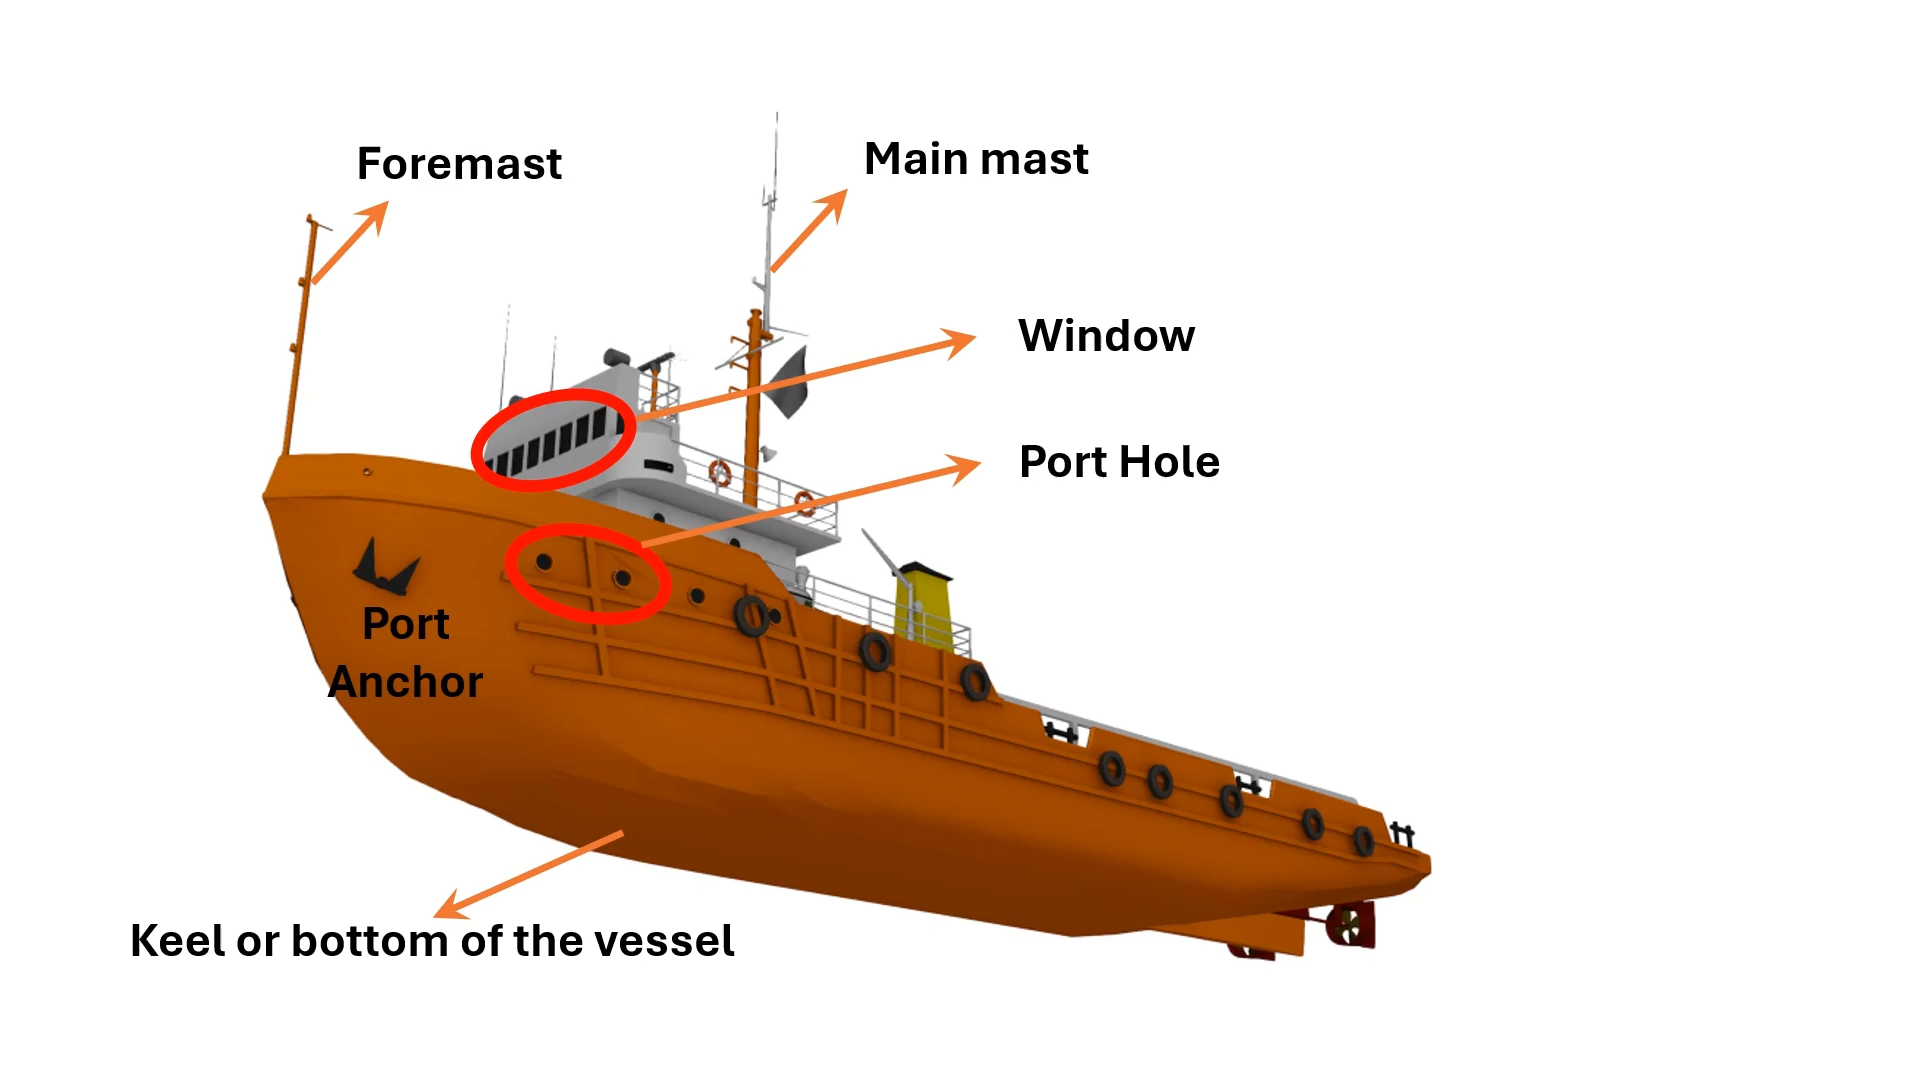 Foremast
Main mast
Window
Port Hole
Port
Anchor
Keel or bottom of the vessel